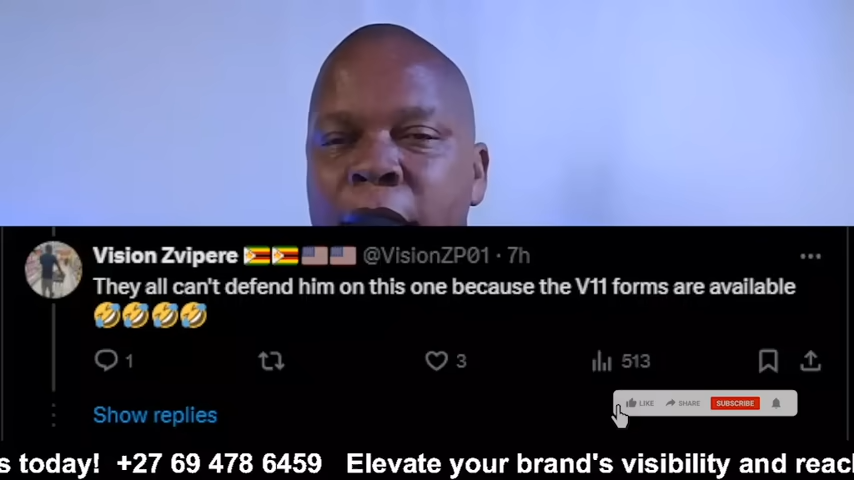 Vision Zvipere 🇿🇼🇿🇼🇺🇸🇺🇸 @VisionZP01 · 7h
They all can't defend him on this one because the V11 forms are available
🤣🤣🤣🤣
1 3 513
LIKE SHARE SUBSCRIBE
Show replies
s today! +27 69 478 6459 Elevate your brand's visibility and reac